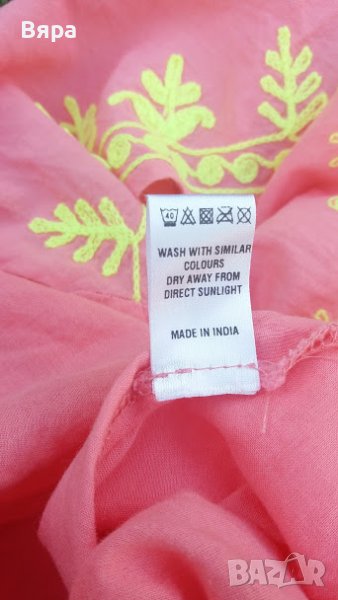 Вяра
40
WASH WITH SIMILAR
COLOURS
DRY AWAY FROM
DIRECT SUNLIGHT
MADE IN INDIA
BAZAR